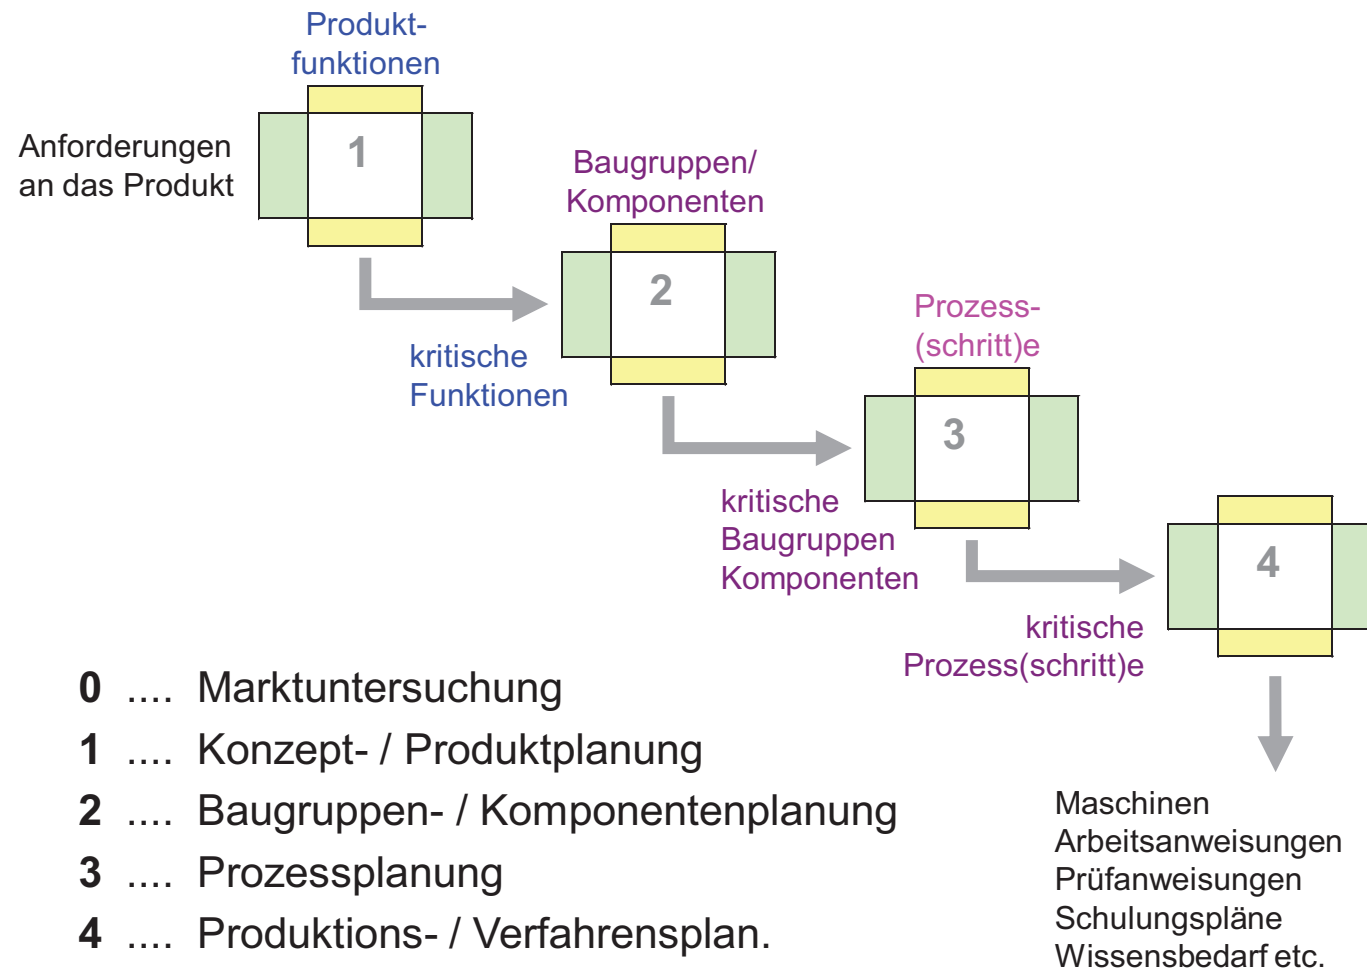 Produkt-
funktionen
Anforderungen
an das Produkt
1
Baugruppen/
Komponenten
2
kritische
Funktionen
Prozess-
(schritt)e
3
kritische
Baugruppen
Komponenten
4
kritische
Prozess(schritt)e
0 .... Marktuntersuchung
1 .... Konzept- / Produktplanung
2 .... Baugruppen- / Komponentenplanung
3 .... Prozessplanung
4 .... Produktions- / Verfahrensplan.
Maschinen
Arbeitsanweisungen
Prüfanweisungen
Schulungspläne
Wissensbedarf etc.